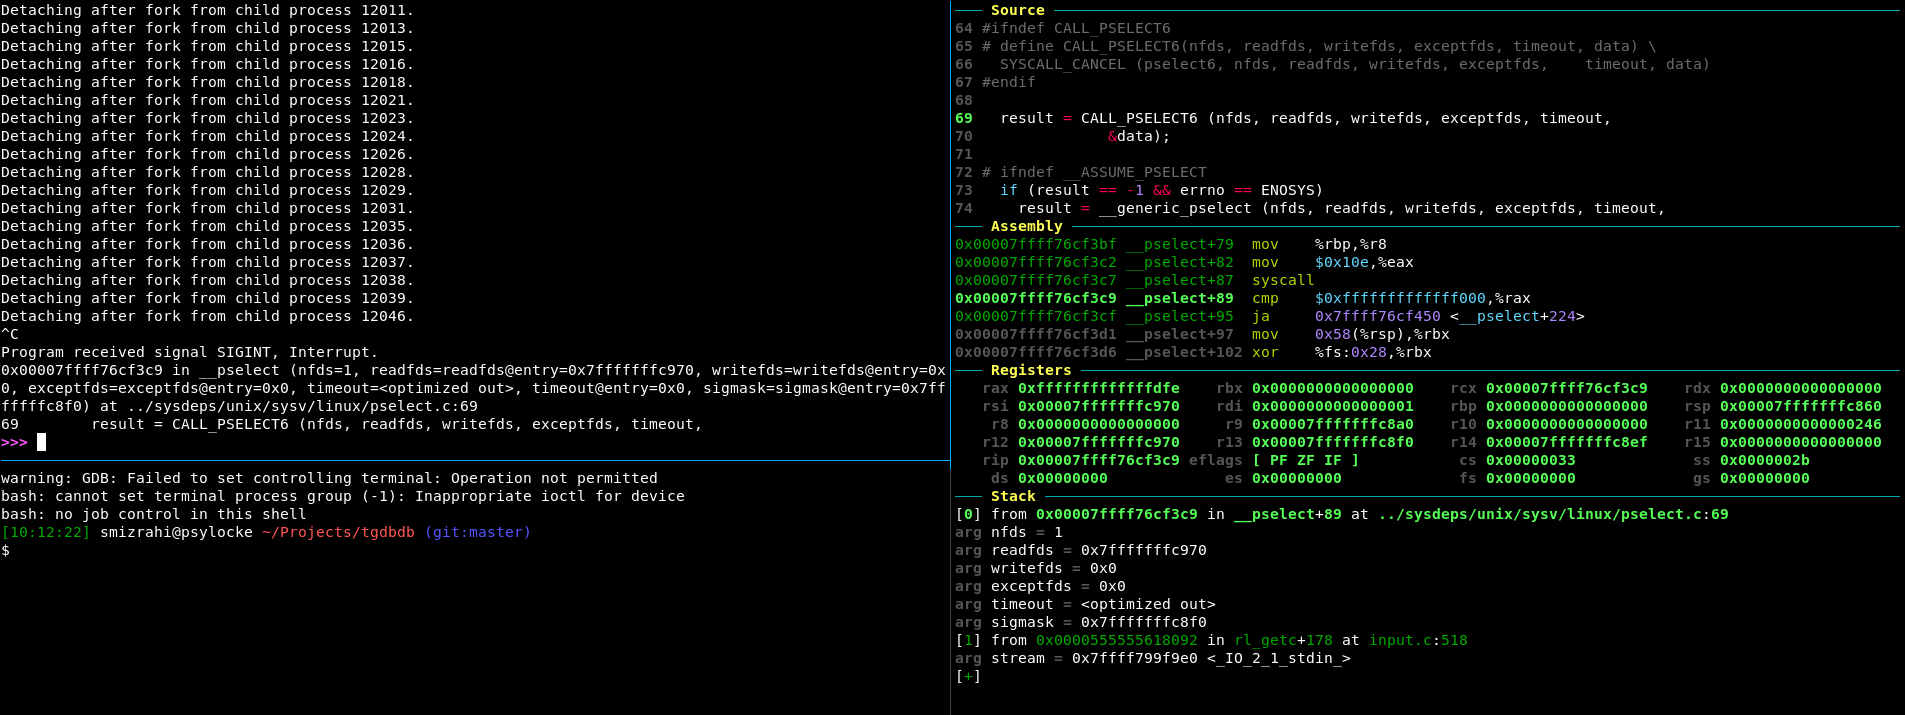 Detaching after fork from child process 12011.
Detaching after fork from child process 12013.
Detaching after fork from child process 12015.
Detaching after fork from child process 12016.
Detaching after fork from child process 12018.
Detaching after fork from child process 12021.
Detaching after fork from child process 12023.
Detaching after fork from child process 12024.
Detaching after fork from child process 12026.
Detaching after fork from child process 12028.
Detaching after fork from child process 12029.
Detaching after fork from child process 12031.
Detaching after fork from child process 12035.
Detaching after fork from child process 12036.
Detaching after fork from child process 12037.
Detaching after fork from child process 12038.
Detaching after fork from child process 12039.
Detaching after fork from child process 12046.
^C
Program received signal SIGINT, Interrupt.
0x00007ffff76cf3c9 in __pselect (nfds=1, readfds=readfds@entry=0x7fffffffc970, writefds=writefds@entry=0x
0, exceptfds=exceptfds@entry=0x0, timeout=<optimized out>, timeout@entry=0x0, sigmask=sigmask@entry=0x7ff
fffffc8f0) at ../sysdeps/unix/sysv/linux/pselect.c:69
69        result = CALL_PSELECT6 (nfds, readfds, writefds, exceptfds, timeout,
>>>
warning: GDB: Failed to set controlling terminal: Operation not permitted
bash: cannot set terminal process group (-1): Inappropriate ioctl for device
bash: no job control in this shell
[10:12:22] smizrahi@psylocke ~/Projects/tgdbdb (git:master)
$
Source
64 #ifndef CALL_PSELECT6
65 # define CALL_PSELECT6(nfds, readfds, writefds, exceptfds, timeout, data) \
66   SYSCALL_CANCEL (pselect6, nfds, readfds, writefds, exceptfds,    timeout, data)
67 #endif
68
69   result = CALL_PSELECT6 (nfds, readfds, writefds, exceptfds, timeout,
70               &data);
71
72 # ifndef __ASSUME_PSELECT
73   if (result == -1 && errno == ENOSYS)
74     result = __generic_pselect (nfds, readfds, writefds, exceptfds, timeout,
Assembly
0x00007ffff76cf3bf __pselect+79  mov    %rbp,%r8
0x00007ffff76cf3c2 __pselect+82  mov    $0x10e,%eax
0x00007ffff76cf3c7 __pselect+87  syscall
0x00007ffff76cf3c9 __pselect+89  cmp    $0xfffffffffffff000,%rax
0x00007ffff76cf3cf __pselect+95  ja     0x7ffff76cf450 <__pselect+224>
0x00007ffff76cf3d1 __pselect+97  mov    0x58(%rsp),%rbx
0x00007ffff76cf3d6 __pselect+102 xor    %fs:0x28,%rbx
Registers
rax 0xfffffffffffffdfe    rbx 0x0000000000000000    rcx 0x00007ffff76cf3c9    rdx 0x0000000000000000
rsi 0x00007fffffffc970    rdi 0x0000000000000001    rbp 0x0000000000000000    rsp 0x00007fffffffc860
r8 0x0000000000000000     r9 0x00007fffffffc8a0    r10 0x0000000000000000    r11 0x0000000000000246
r12 0x00007fffffffc970    r13 0x00007fffffffc8f0    r14 0x00007fffffffc8ef    r15 0x0000000000000000
rip 0x00007ffff76cf3c9 eflags [ PF ZF IF ]           cs 0x00000033             ss 0x0000002b
ds 0x00000000             es 0x00000000             fs 0x00000000             gs 0x00000000
Stack
[0] from 0x00007ffff76cf3c9 in __pselect+89 at ../sysdeps/unix/sysv/linux/pselect.c:69
arg nfds = 1
arg readfds = 0x7fffffffc970
arg writefds = 0x0
arg exceptfds = 0x0
arg timeout = <optimized out>
arg sigmask = 0x7fffffffc8f0
[1] from 0x0000555555618092 in rl_getc+178 at input.c:518
arg stream = 0x7ffff799f9e0 <_IO_2_1_stdin_>
[+]